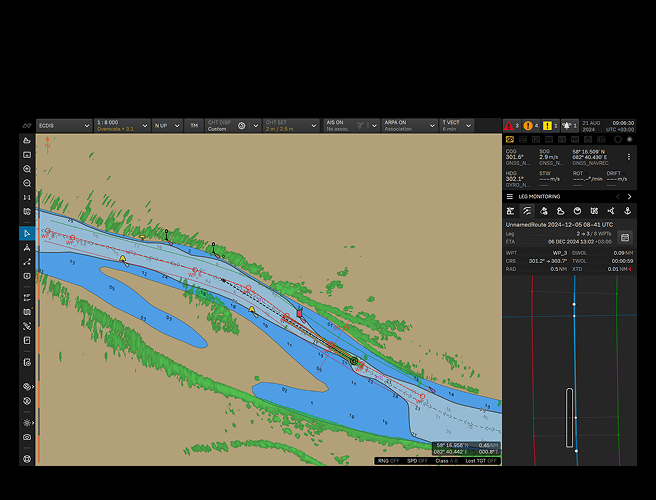 ECDIS
1 : 8 000
Overscale × 3.1
N UP
TM
CHT DISP
Custom
CHT SET
2 m / 2.5 m
AIS ON
No assoc.
ARPA ON
Association
T VECT
6 min
3
4
1
1
21 AUG
2024
09:06:30
UTC +03:00
COG
301.6°
GNSS_N...
SOG
2.9 m/s
GNSS_N...
58° 16.509' N
082° 40.430' E
GNSS_NAVREC
HDG
302.1°
GYRO_N...
STW
---m/s
ROT
---.-°/min
DRIFT
---m/s
LEG MONITORING
UnnamedRoute 2024-12-05 08-41 UTC
Leg
2 → 3 / 8 WPTs
ETA
06 DEC 2024 13:02 +03:00
WPT
WP_3
DWOL
0.09 NM
CRS
301.2° → 303.7°
TWOL
00:00:59
RAD
0.5 NM
XTD
0.01 NM
1:1
58° 16.958' N
0.45 NM
082° 40.442' E
000.8° T
RNG OFF
SPD OFF
Class A B
Lost TGT OFF